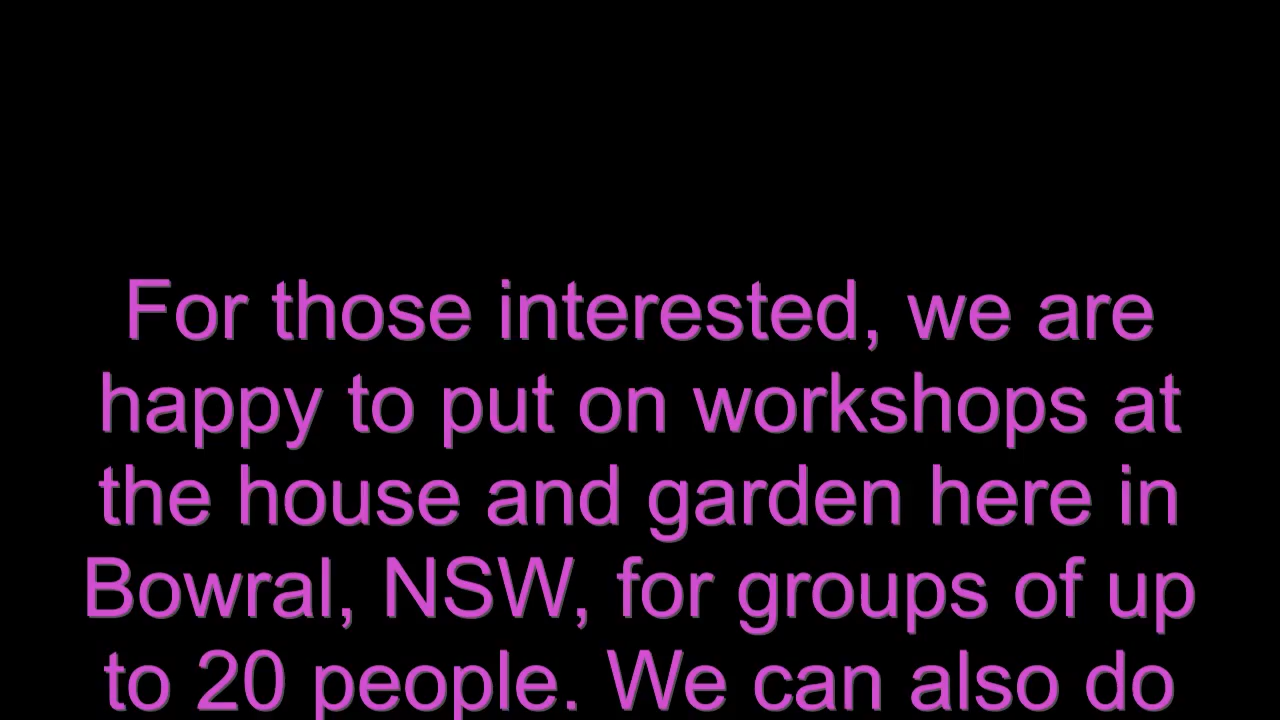 For those interested, we are
happy to put on workshops at
the house and garden here in
Bowral, NSW, for groups of up
to 20 people. We can also do